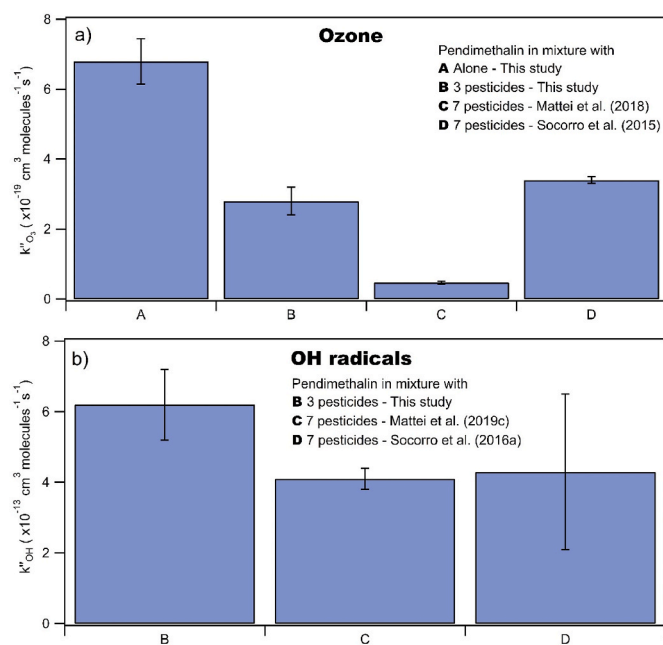 a)
Ozone
Pendimethalin in mixture with
A Alone - This study
B 3 pesticides - This study
C 7 pesticides - Mattei et al. (2018)
D 7 pesticides - Socorro et al. (2015)
k''O₃ ( x10⁻¹⁹ cm³ molecules⁻¹s⁻¹)
8
6
4
2
0
A B C D
b)
OH radicals
Pendimethalin in mixture with
B 3 pesticides - This study
C 7 pesticides - Mattei et al. (2019c)
D 7 pesticides - Socorro et al. (2016a)
k''OH ( x10⁻¹³ cm³ molecules⁻¹s⁻¹)
8
6
4
2
0
B C D